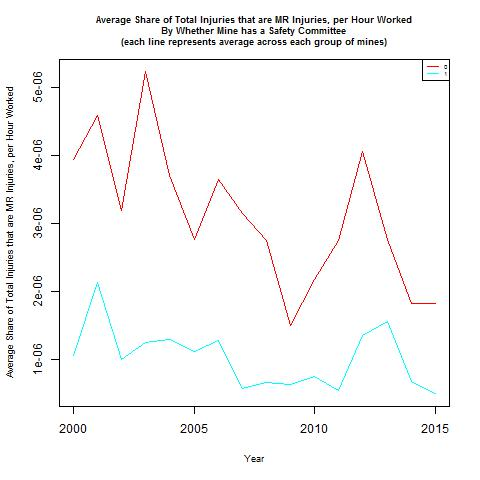 Average Share of Total Injuries that are MR Injuries, per Hour Worked
By Whether Mine has a Safety Committee
(each line represents average across each group of mines)
0
1
Average Share of Total Injuries that are MR Injuries, per Hour Worked
5e-06
4e-06
3e-06
2e-06
1e-06
2000
2005
2010
2015
Year